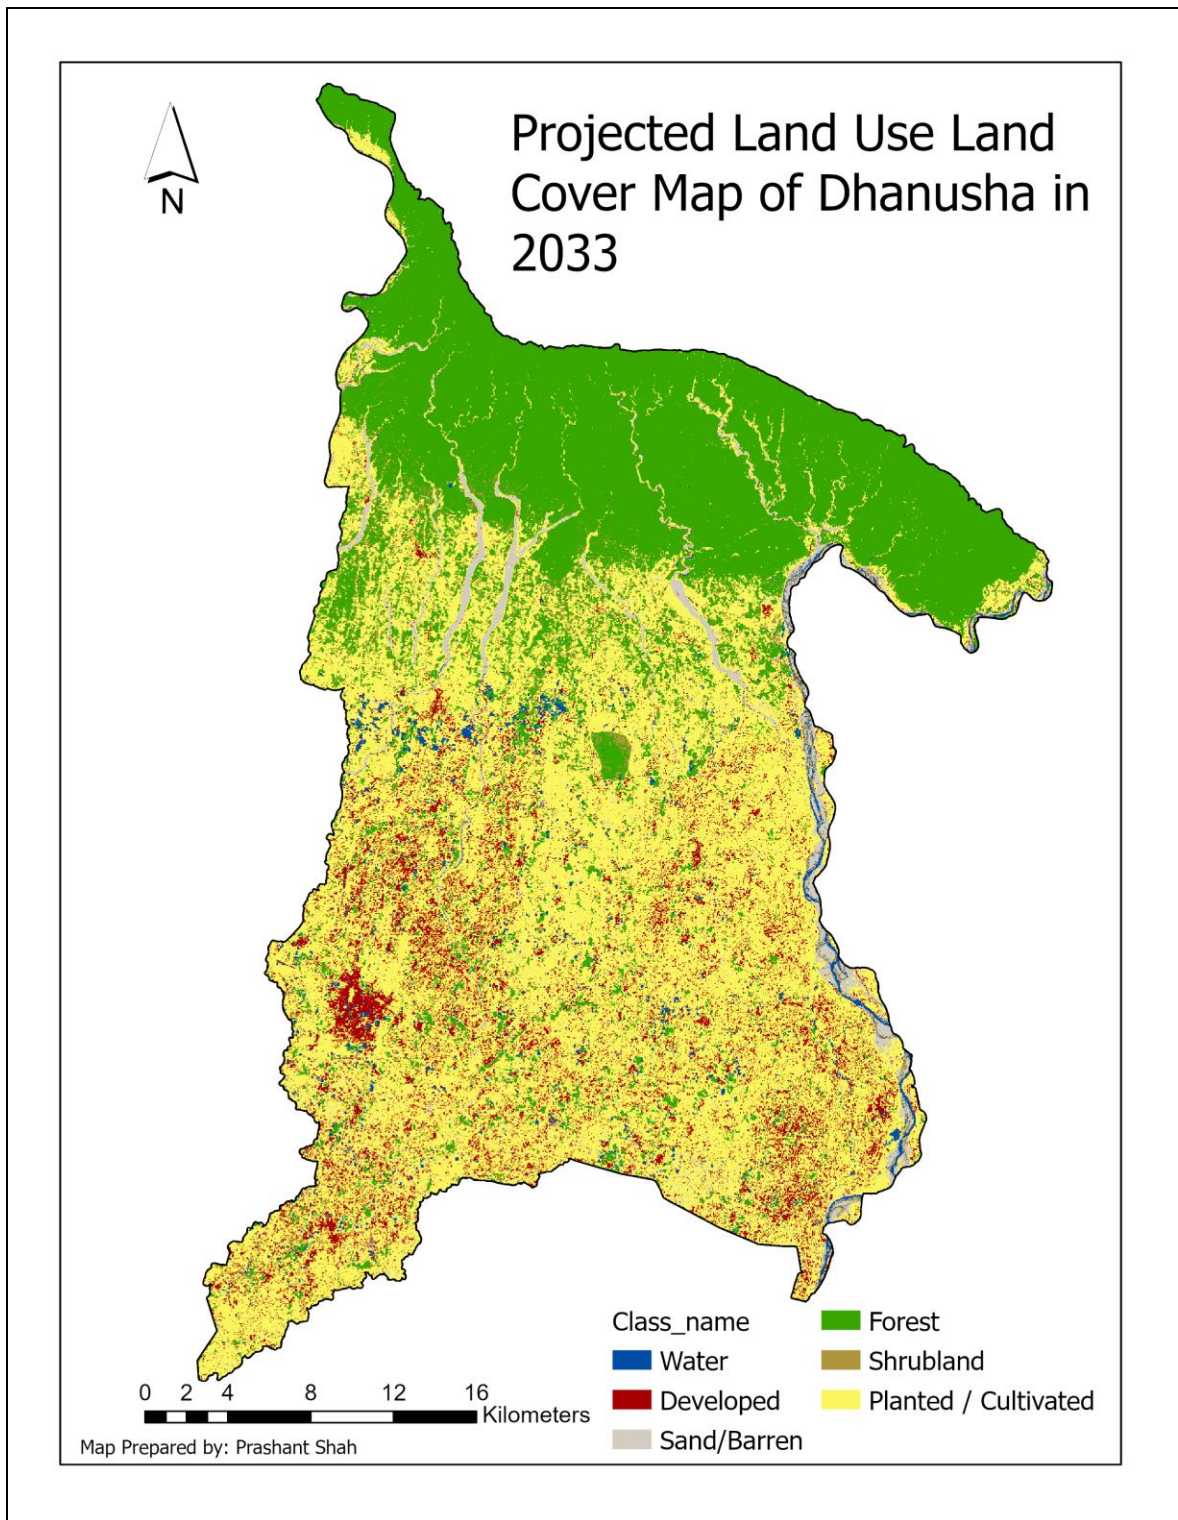 Projected Land Use Land
Cover Map of Dhanusha in
2033
N
Class_name
Water
Developed
Sand/Barren
Forest
Shrubland
Planted / Cultivated
0 2 4 8 12 16
Kilometers
Map Prepared by: Prashant Shah